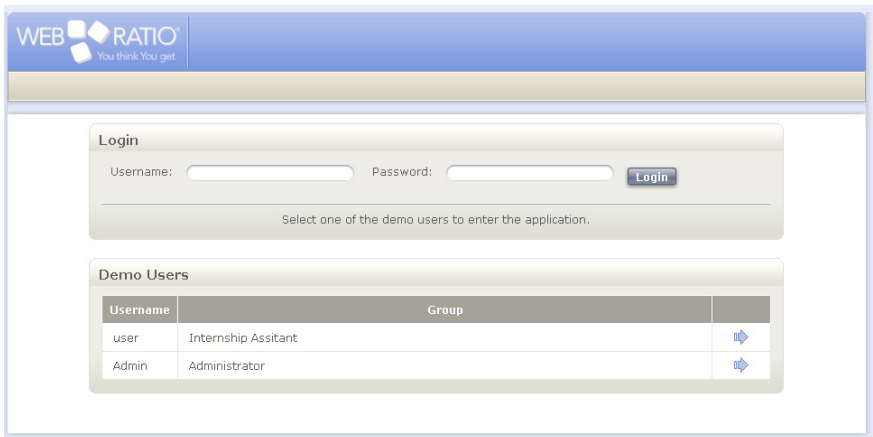 WEB RATIO
You think You get
Login
Username: Password: Login
Select one of the demo users to enter the application.
Demo Users
Username Group
user Internship Assitant
Admin Administrator